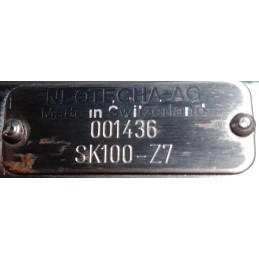 NEOTECHA AG
Made in Switzerland
001436
SK100-Z7